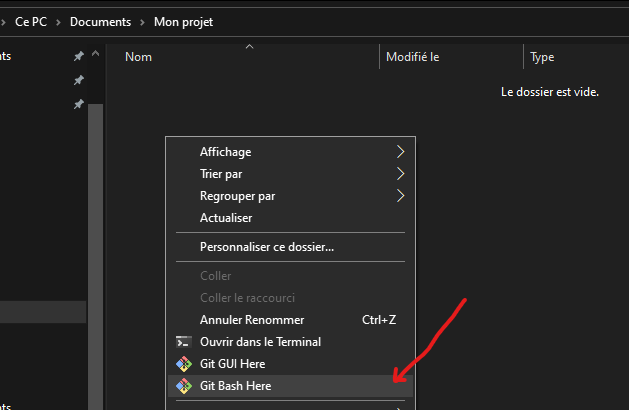 Ce PC > Documents > Mon projet
Nom Modifié le Type
Le dossier est vide.
Affichage
Trier par
Regrouper par
Actualiser
Personnaliser ce dossier...
Coller
Coller le raccourci
Annuler Renommer Ctrl+Z
Ouvrir dans le Terminal
Git GUI Here
Git Bash Here